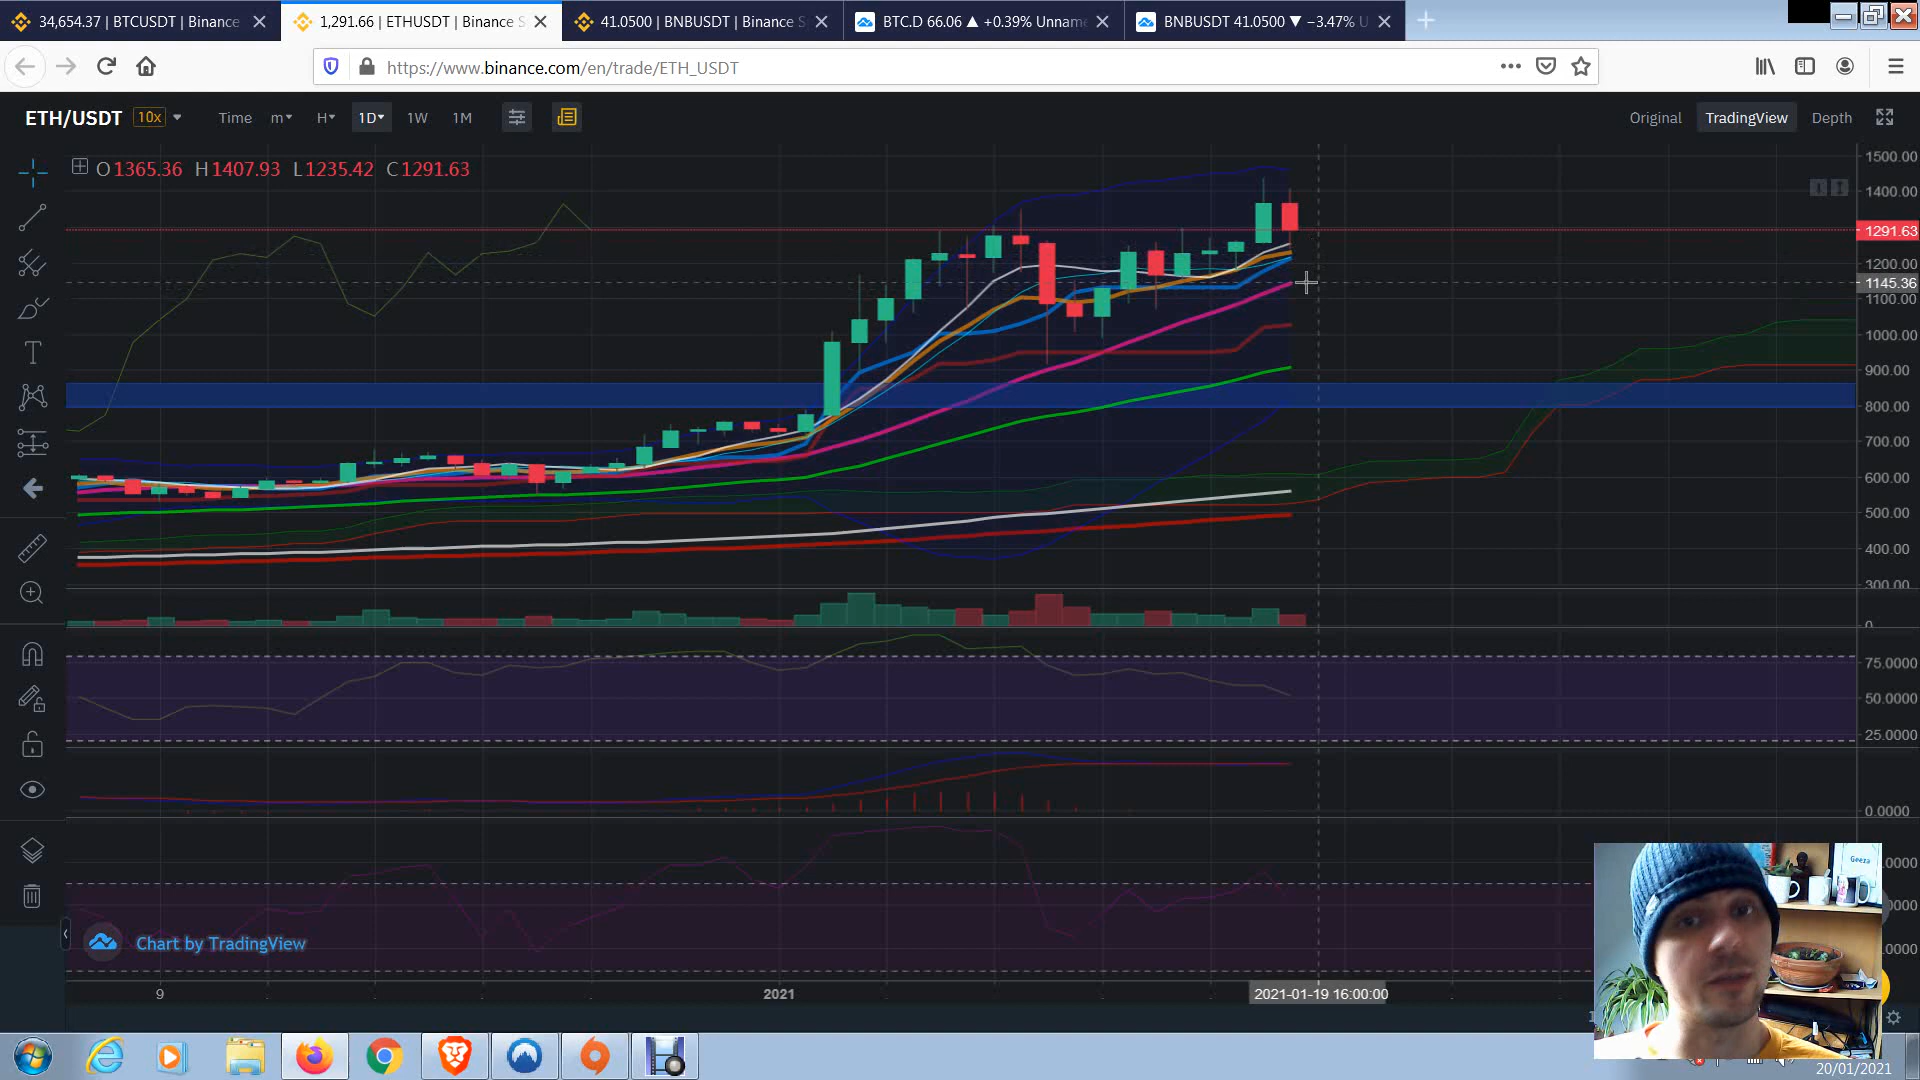 34,654.37 | BTCUSDT | Binance
1,291.66 | ETHUSDT | Binance S
41.0500 | BNBUSDT | Binance S
BTC.D 66.06 ▲ +0.39% Unnam
BNBUSDT 41.0500 ▼ −3.47% U
https://www.binance.com/en/trade/ETH_USDT
ETH/USDT 10x Time m H 1D 1W 1M Original TradingView Depth
O1365.36 H1407.93 L1235.42 C1291.63
1500.00
1400.00
1291.63
1200.00
1145.36
1100.00
1000.00
900.00
800.00
700.00
600.00
500.00
400.00
300.00
0
75.0000
50.0000
25.0000
0.0000
Geeza
Chart by TradingView
9 2021 2021-01-19 16:00:00
20/01/2021